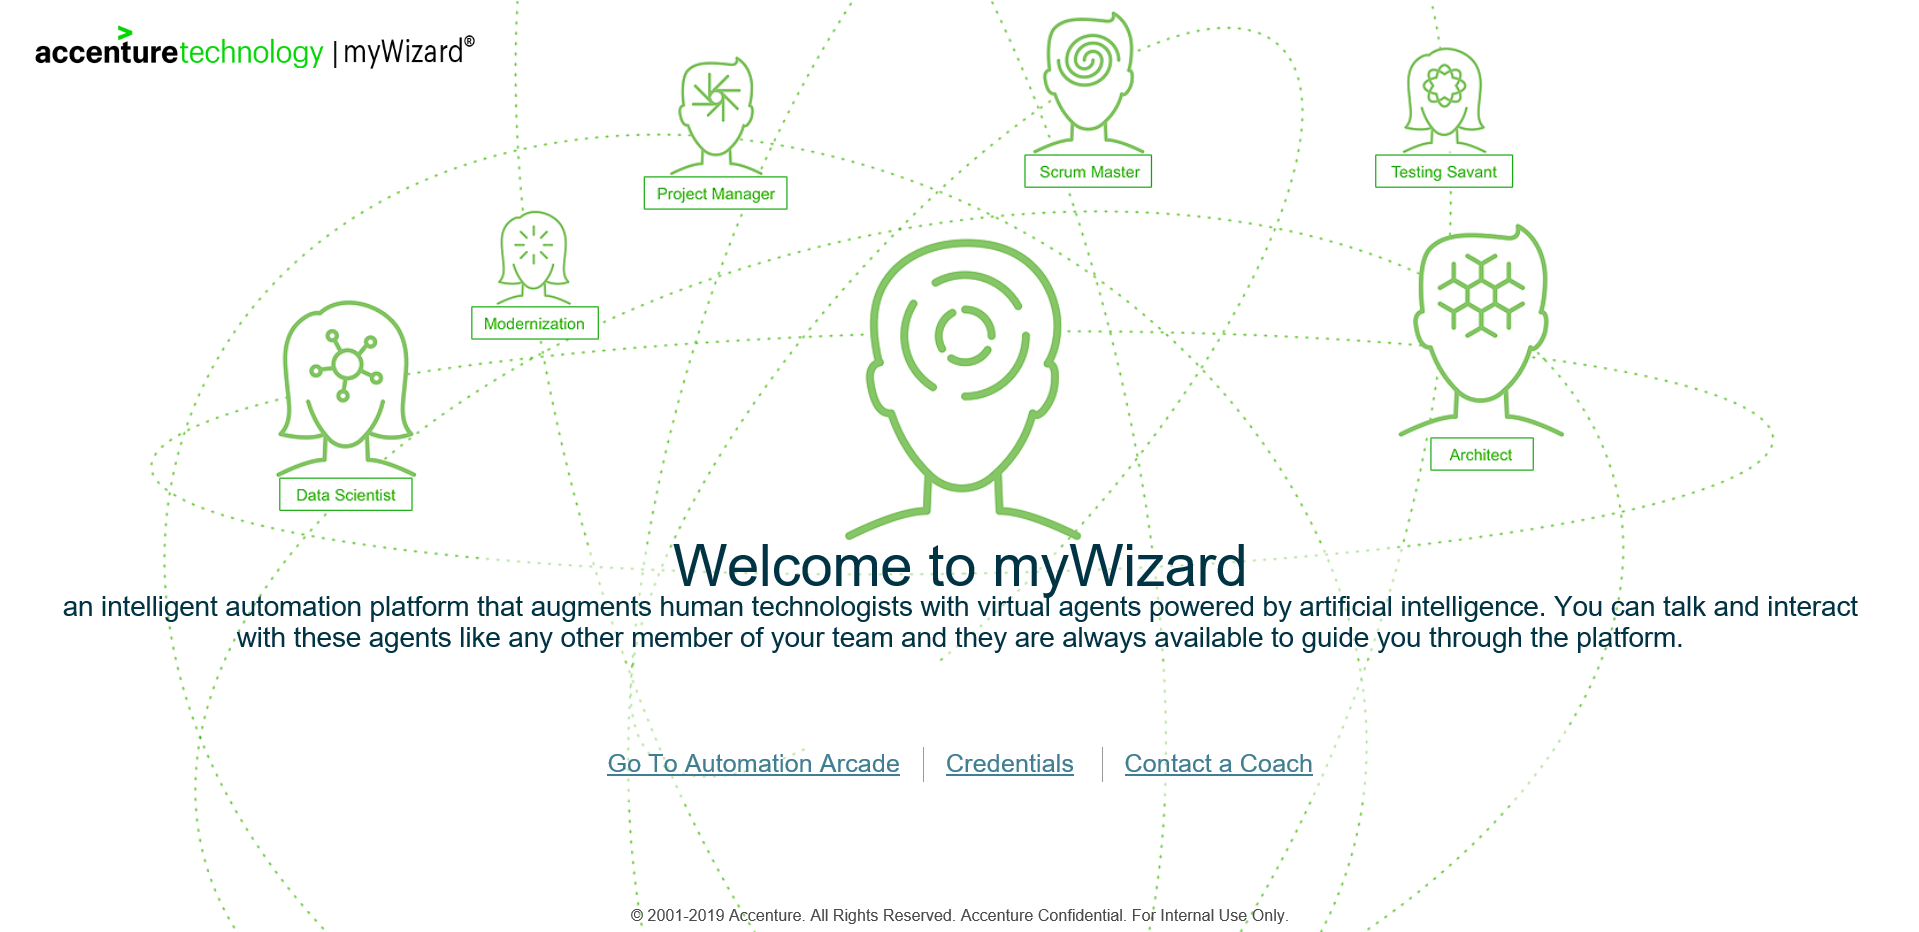 accenturetechnology | myWizard®
Scrum Master
Testing Savant
Project Manager
Modernization
Architect
Data Scientist
Welcome to myWizard
an intelligent automation platform that augments human technologists with virtual agents powered by artificial intelligence. You can talk and interact
with these agents like any other member of your team and they are always available to guide you through the platform.
Go To Automation Arcade
Credentials
Contact a Coach
© 2001-2019 Accenture. All Rights Reserved. Accenture Confidential. For Internal Use Only.